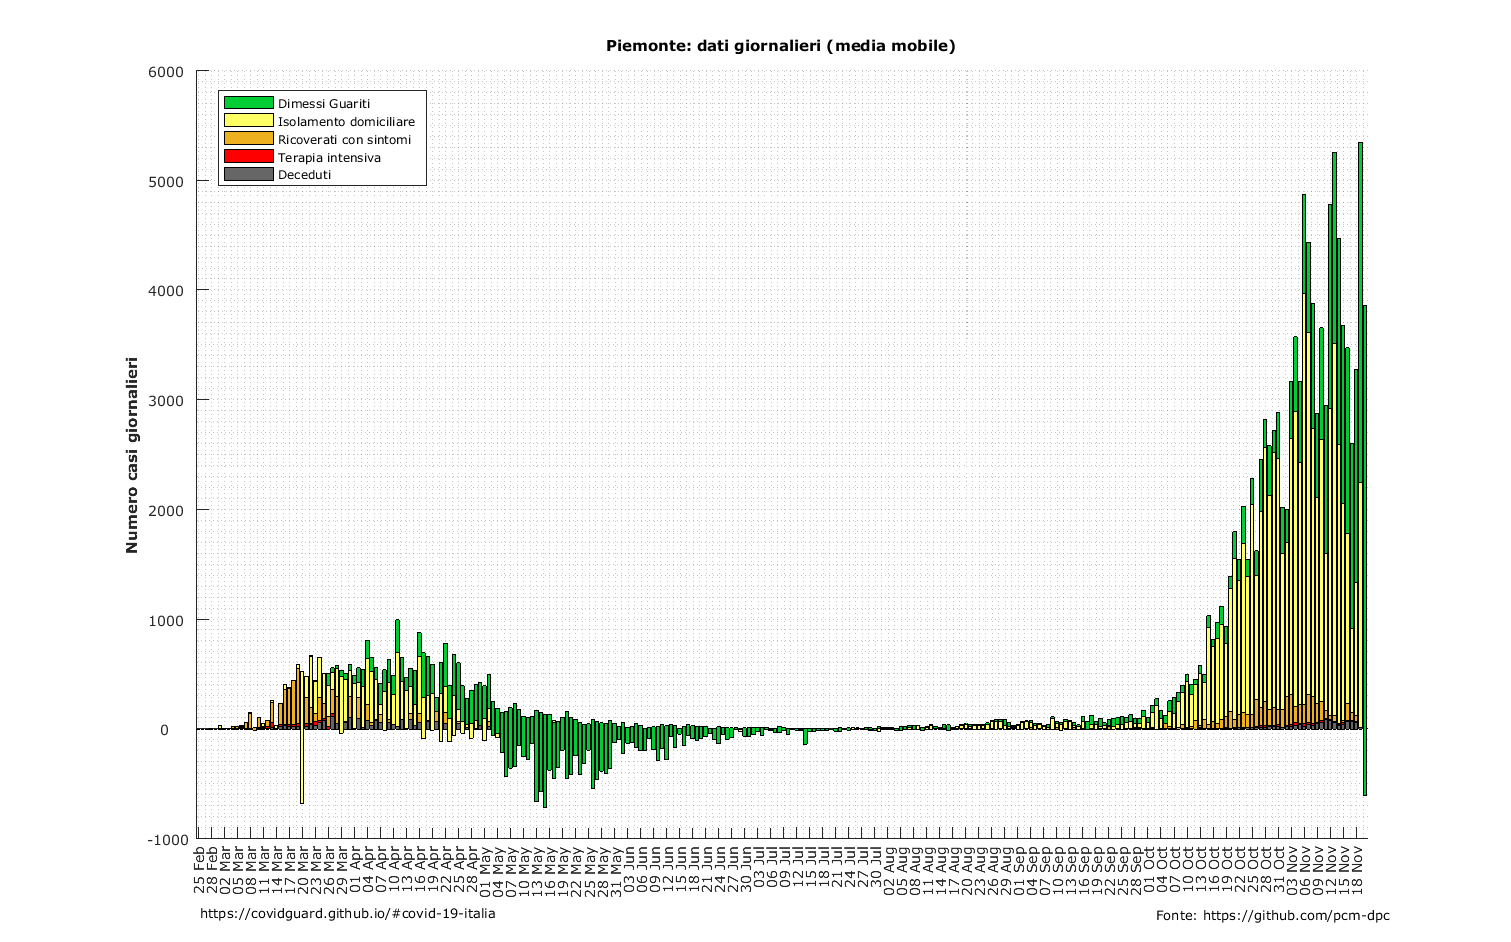 Piemonte: dati giornalieri (media mobile)
6000
5000
4000
3000
2000
1000
0
-1000
Numero casi giornalieri
Dimessi Guariti
Isolamento domiciliare
Ricoverati con sintomi
Terapia intensiva
Deceduti
25 Feb
28 Feb
02 Mar
05 Mar
08 Mar
11 Mar
14 Mar
17 Mar
20 Mar
23 Mar
26 Mar
29 Mar
01 Apr
04 Apr
07 Apr
10 Apr
13 Apr
16 Apr
19 Apr
22 Apr
25 Apr
28 Apr
01 May
04 May
07 May
10 May
13 May
16 May
19 May
22 May
25 May
28 May
31 May
03 Jun
06 Jun
09 Jun
12 Jun
15 Jun
18 Jun
21 Jun
24 Jun
27 Jun
30 Jun
03 Jul
06 Jul
09 Jul
12 Jul
15 Jul
18 Jul
21 Jul
24 Jul
27 Jul
30 Jul
02 Aug
05 Aug
08 Aug
11 Aug
14 Aug
17 Aug
20 Aug
23 Aug
26 Aug
29 Aug
01 Sep
04 Sep
07 Sep
10 Sep
13 Sep
16 Sep
19 Sep
22 Sep
25 Sep
28 Sep
01 Oct
04 Oct
07 Oct
10 Oct
13 Oct
16 Oct
19 Oct
22 Oct
25 Oct
28 Oct
31 Oct
03 Nov
06 Nov
09 Nov
12 Nov
15 Nov
18 Nov
https://covidguard.github.io/#covid-19-italia
Fonte: https://github.com/pcm-dpc